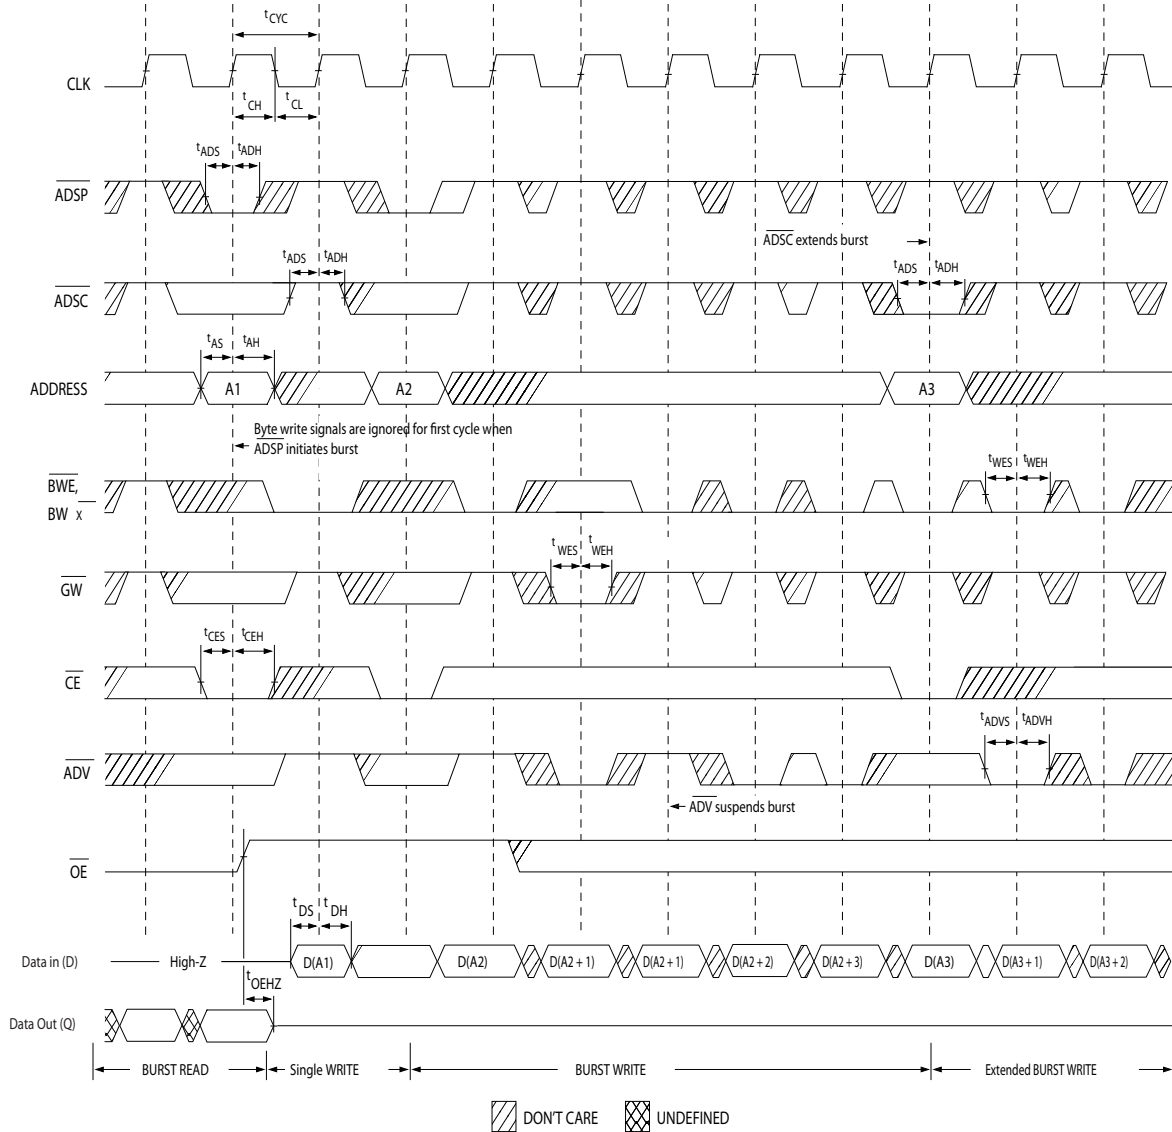 tCYC
CLK
tCH
tCL
tADS
tADH
ADSP
ADSC extends burst
tADS
tADH
tADS
tADH
ADSC
tAS
tAH
ADDRESS
A1
A2
A3
Byte write signals are ignored for first cycle when
ADSP initiates burst
tWES
tWEH
BWE,
BW X
tWES
tWEH
GW
tCES
tCEH
CE
tADVS
tADVH
ADV
ADV suspends burst
OE
tDS
tDH
Data in (D)
High-Z
D(A1)
D(A2)
D(A2 + 1)
D(A2 + 1)
D(A2 + 2)
D(A2 + 3)
D(A3)
D(A3 + 1)
D(A3 + 2)
tOEHZ
Data Out (Q)
BURST READ
Single WRITE
BURST WRITE
Extended BURST WRITE
DON'T CARE
UNDEFINED